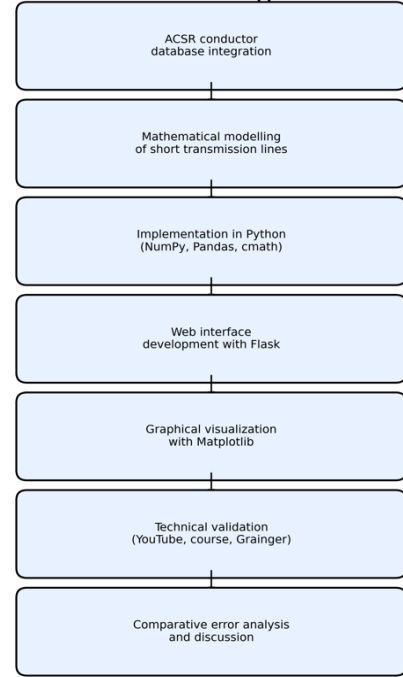 ACSR conductor
database integration
Mathematical modelling
of short transmission lines
Implementation in Python
(NumPy, Pandas, cmath)
Web interface
development with Flask
Graphical visualization
with Matplotlib
Technical validation
(YouTube, course, Grainger)
Comparative error analysis
and discussion